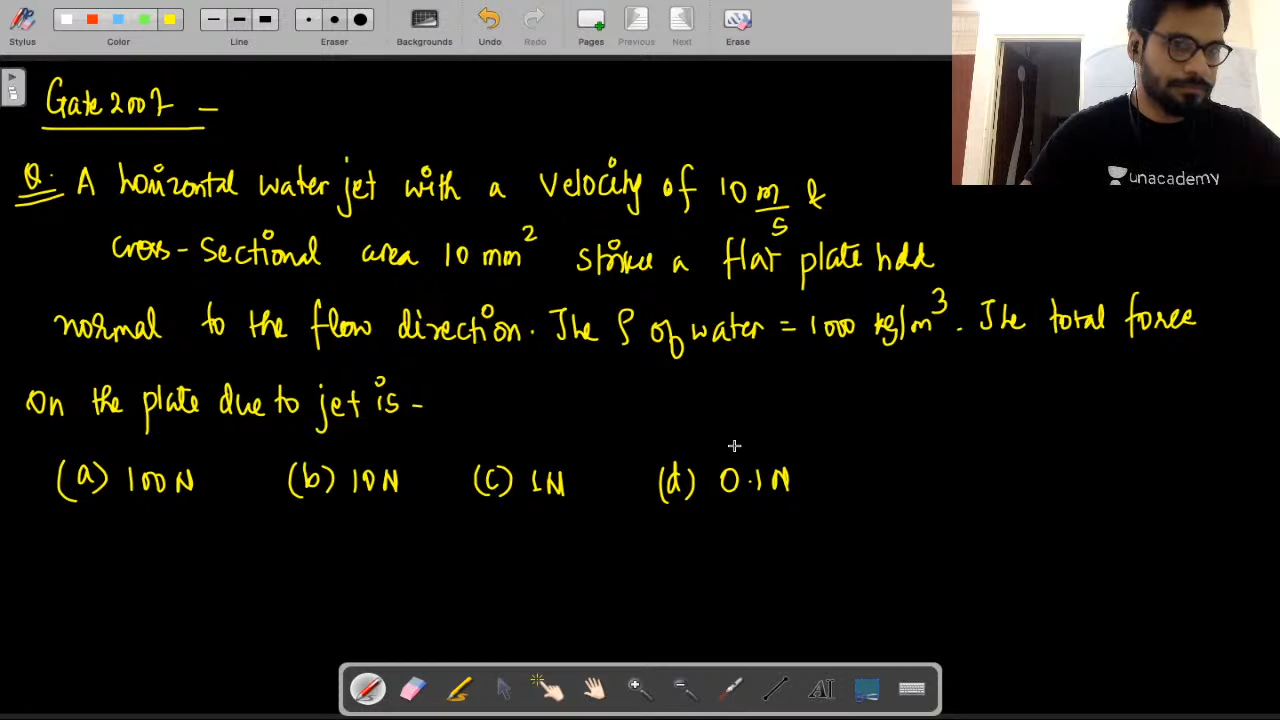 Stylus Color Line Eraser Backgrounds Undo Redo Pages Previous Next Erase
Gate 2007 -
Q. A horizontal water jet with a velocity of 10 m/s &
cross-sectional area 10 mm² strike a flat plate held
normal to the flow direction. The ρ of water = 1000 kg/m³. The total force
on the plate due to jet is -
(a) 100 N (b) 10 N (c) 1 N (d) 0.1 N
unacademy
AI